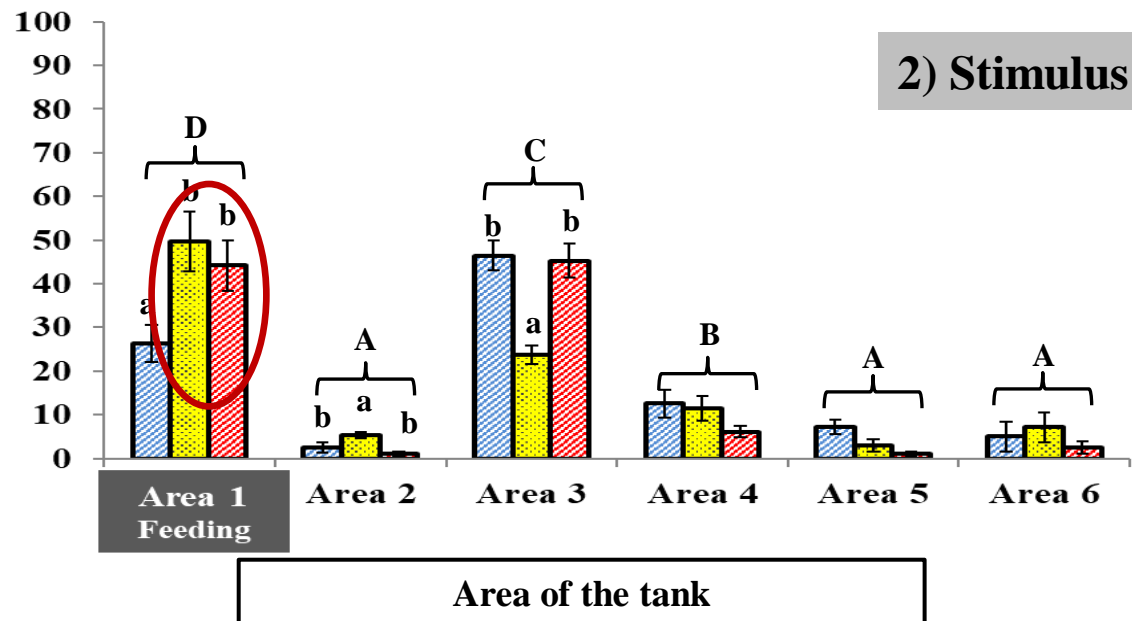 100
90
80
70
60
50
40
30
20
10
0
2) Stimulus
D
C
A
B
A
A
a
b
b
b
a
b
b
a
b
Area 1
Feeding
Area 2
Area 3
Area 4
Area 5
Area 6
Area of the tank